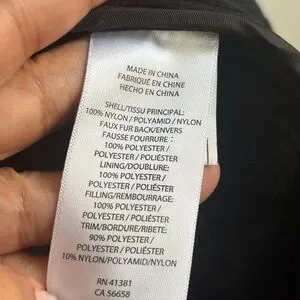 MADE IN CHINA
FABRIQUÉ EN CHINE
HECHO EN CHINA
SHELL/TISSU PRINCIPAL:
100% NYLON/POLYAMID/NYLON
FAUX FUR BACK/ENVERS
FAUSSE FOURRURE:
100% POLYESTER/
POLYESTER/POLIÉSTER
LINING/DOUBLURE:
100% POLYESTER/
POLYESTER/POLIÉSTER
FILLING/REMBOURRAGE:
100% POLYESTER/
POLYESTER/POLIÉSTER
TRIM/BORDURE/RIBETE:
90% POLYESTER/
POLYESTER/POLIÉSTER
10% NYLON/POLYAMID/NYLON
RN 41381
CA 56658